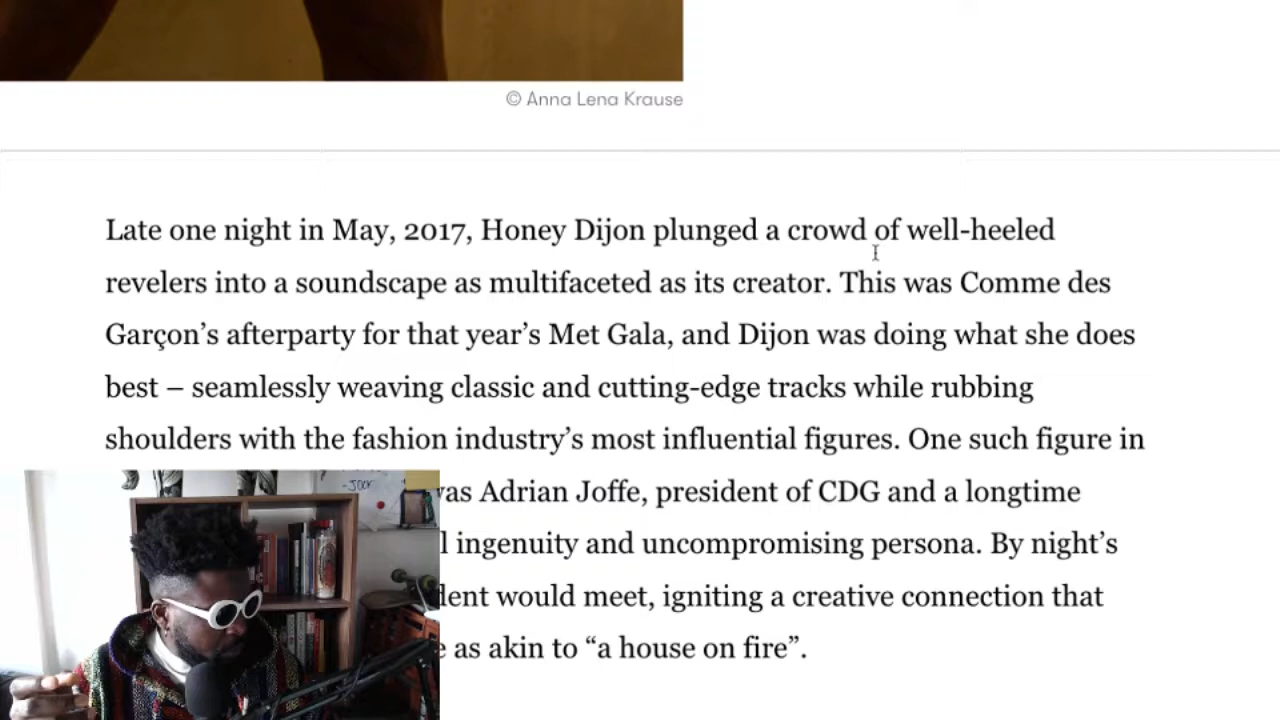 © Anna Lena Krause
Late one night in May, 2017, Honey Dijon plunged a crowd of well-heeled
revelers into a soundscape as multifaceted as its creator. This was Comme des
Garçon’s afterparty for that year’s Met Gala, and Dijon was doing what she does
best – seamlessly weaving classic and cutting-edge tracks while rubbing
shoulders with the fashion industry’s most influential figures. One such figure in
was Adrian Joffe, president of CDG and a longtime
ingenuity and uncompromising persona. By night’s
would meet, igniting a creative connection that
as akin to “a house on fire”.